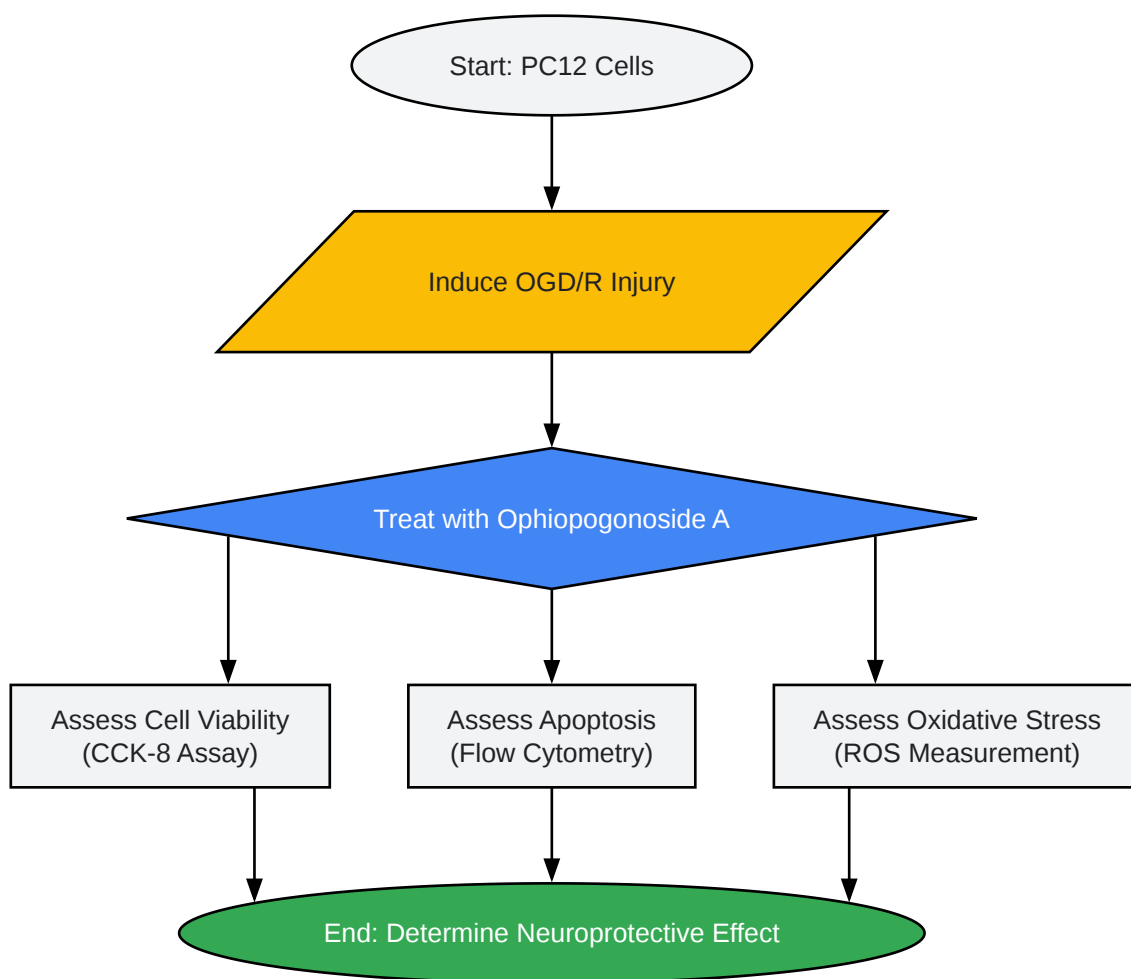 Start: PC12 Cells
Induce OGD/R Injury
Treat with Ophiopogonoside A
Assess Cell Viability
(CCK-8 Assay)
Assess Apoptosis
(Flow Cytometry)
Assess Oxidative Stress
(ROS Measurement)
End: Determine Neuroprotective Effect